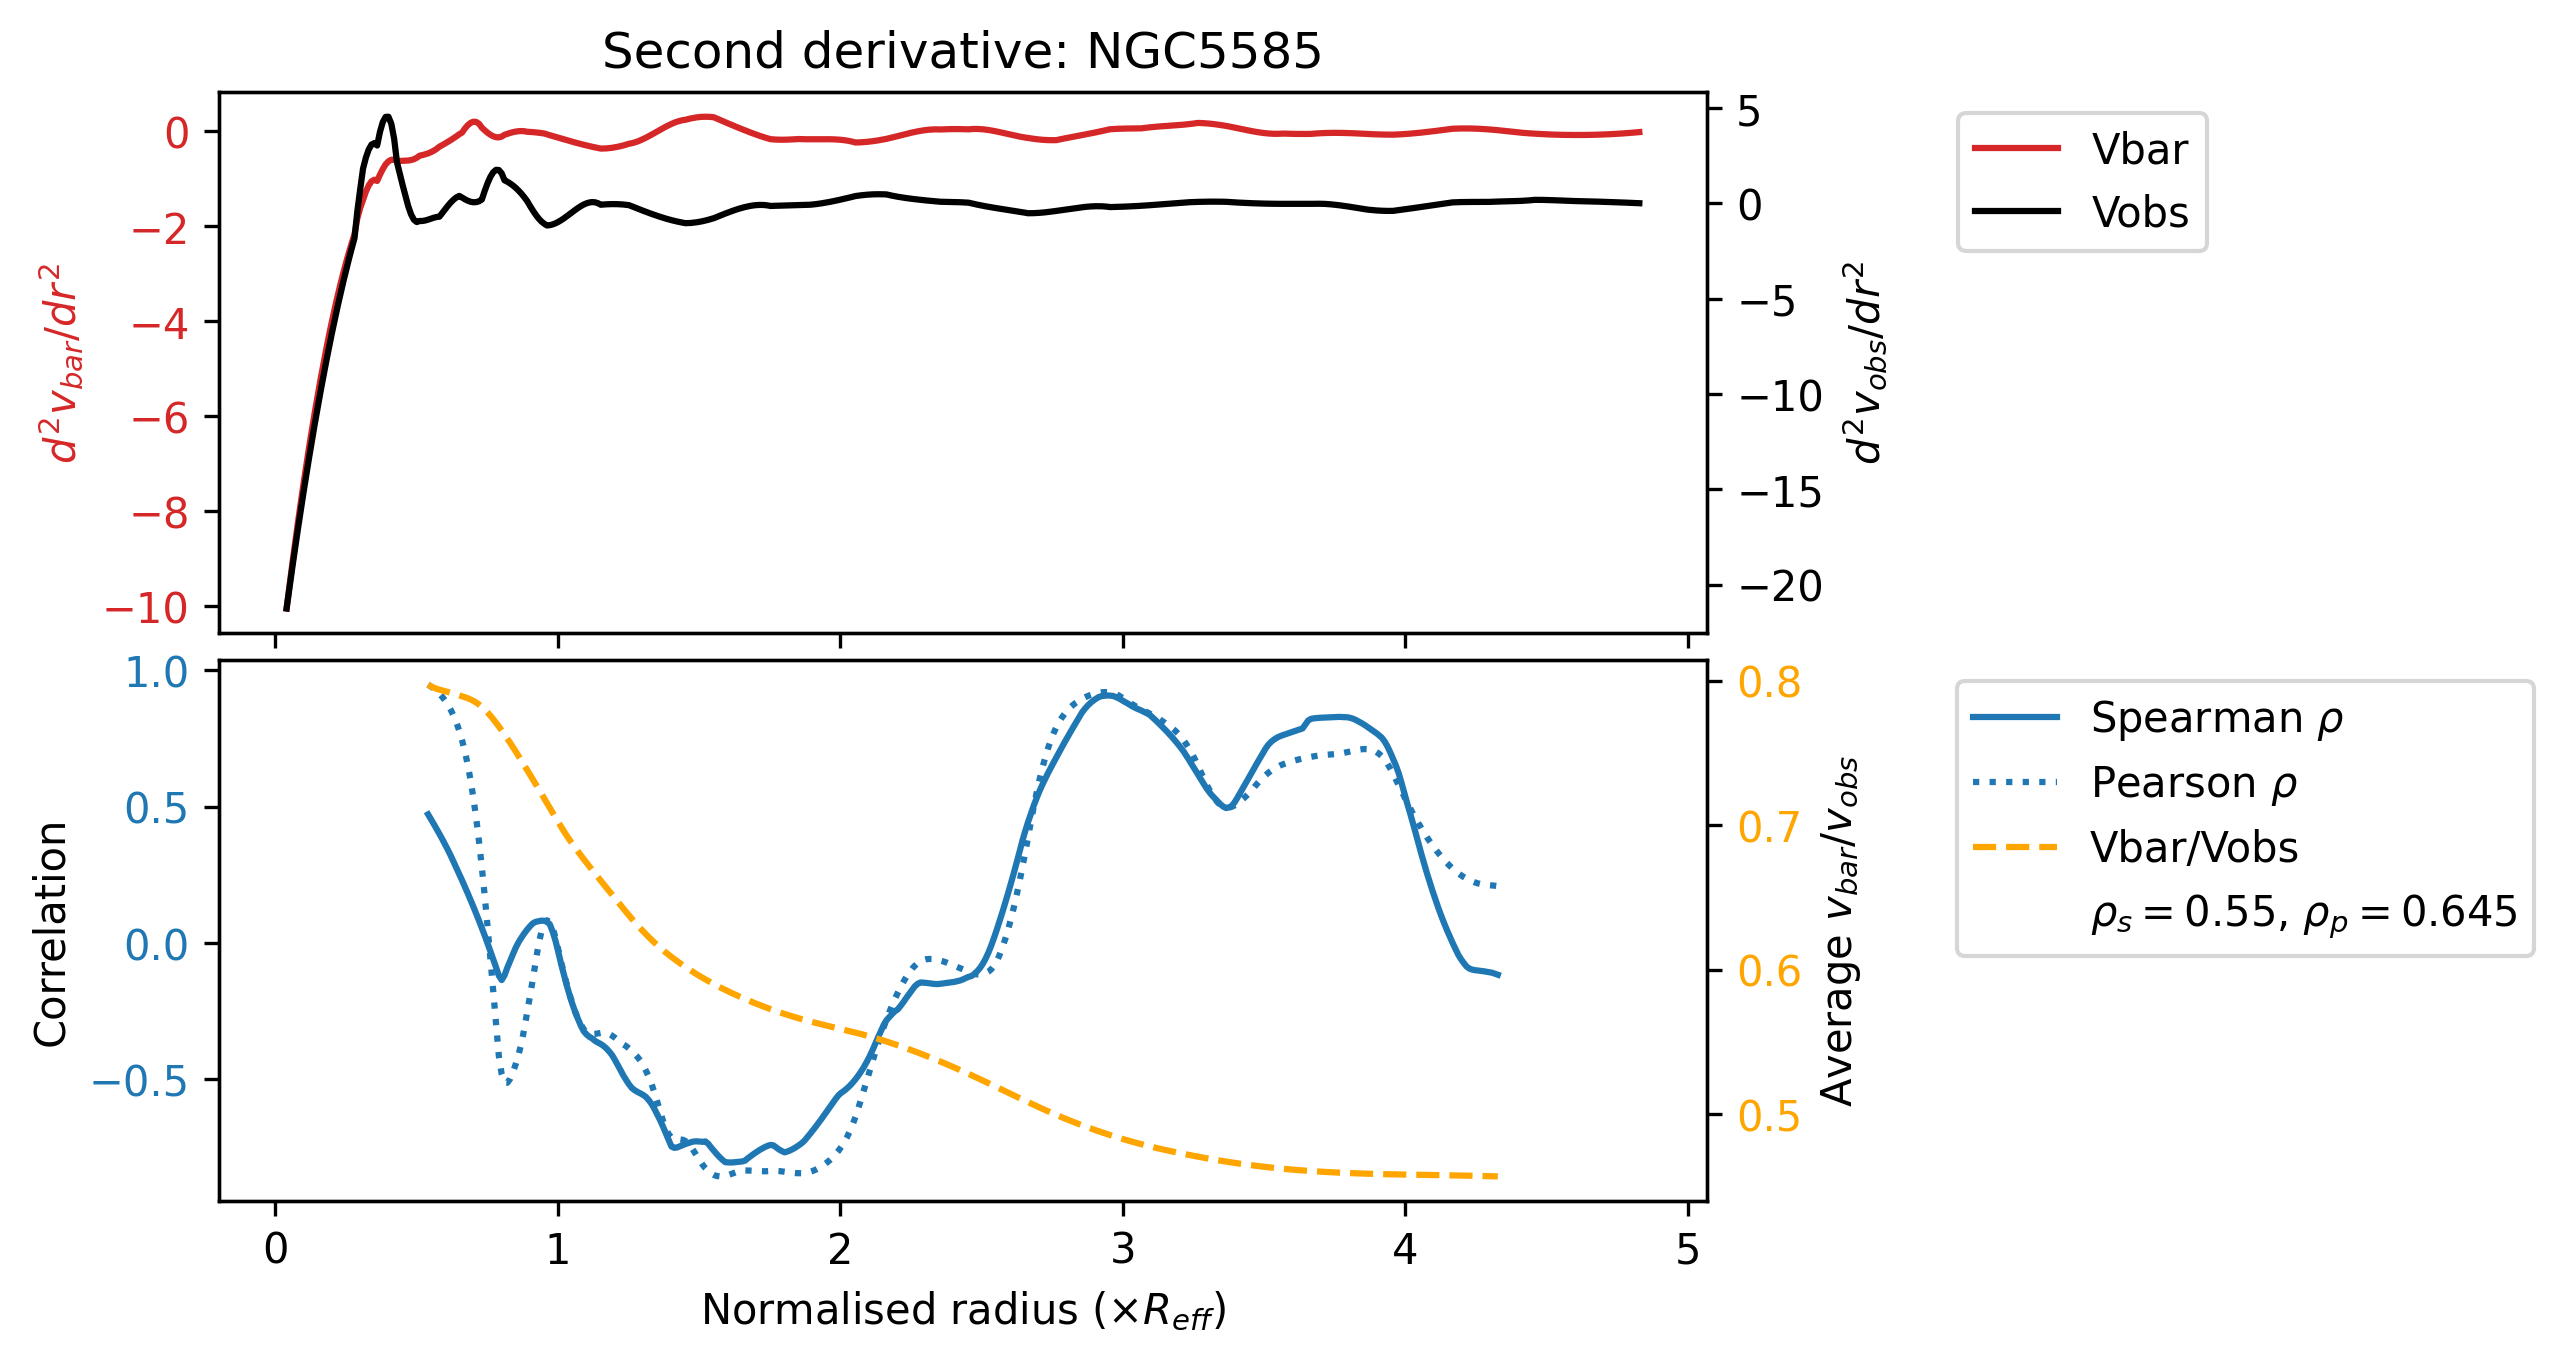 Second derivative: NGC5585
0
−2
−4
−6
−8
−10
d²v_bar/dr²
5
0
−5
−10
−15
−20
d²v_obs/dr²
Vbar
Vobs
1.0
0.5
0.0
−0.5
Correlation
0.8
0.7
0.6
0.5
Average v_bar/v_obs
Spearman ρ
Pearson ρ
Vbar/Vobs
ρ_s = 0.55, ρ_p = 0.645
0 1 2 3 4 5
Normalised radius (×R_eff)